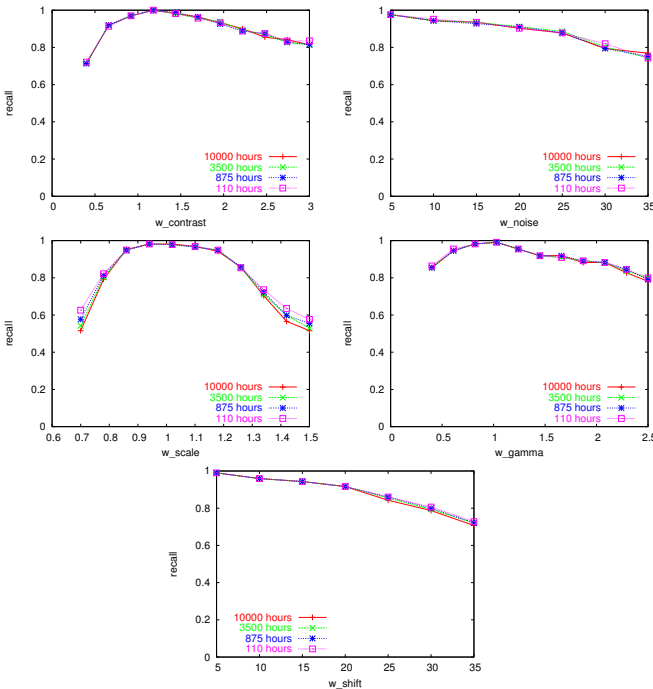 1
0.8
0.6
0.4
0.2
0
recall
10000 hours
3500 hours
875 hours
110 hours
0 0.5 1 1.5 2 2.5 3
w_contrast
1
0.8
0.6
0.4
0.2
0
recall
10000 hours
3500 hours
875 hours
110 hours
5 10 15 20 25 30 35
w_noise
1
0.8
0.6
0.4
0.2
0
recall
10000 hours
3500 hours
875 hours
110 hours
0.6 0.7 0.8 0.9 1 1.1 1.2 1.3 1.4 1.5
w_scale
1
0.8
0.6
0.4
0.2
0
recall
10000 hours
3500 hours
875 hours
110 hours
0 0.5 1 1.5 2 2.5
w_gamma
1
0.8
0.6
0.4
0.2
0
recall
10000 hours
3500 hours
875 hours
110 hours
5 10 15 20 25 30 35
w_shift